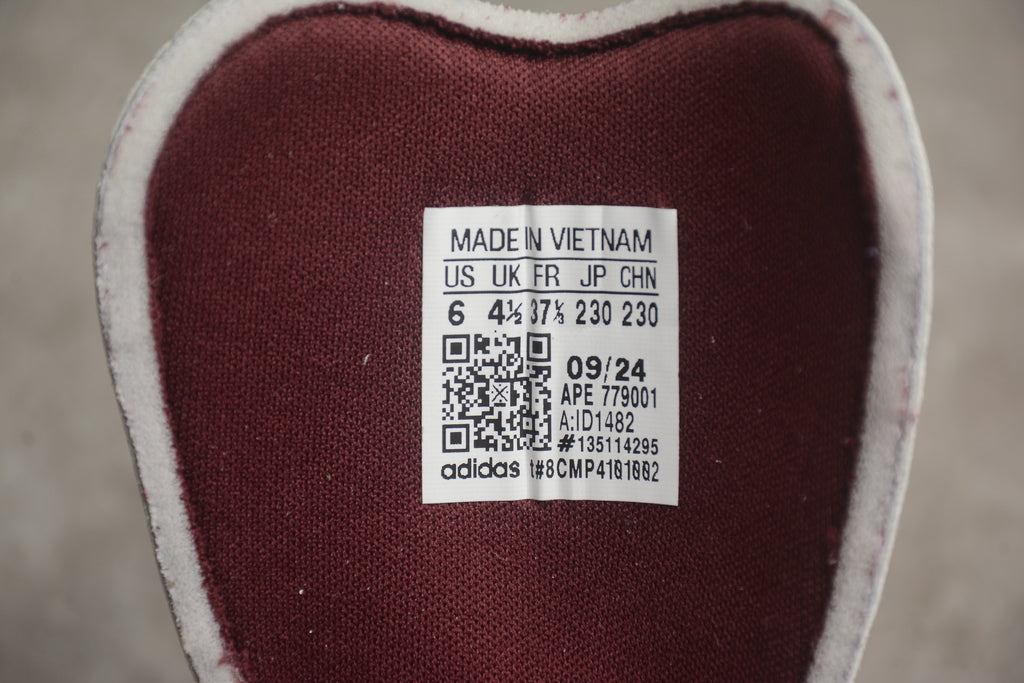 MADE IN VIETNAM
US UK FR JP CHN
6 4½ 37⅓ 230 230
09/24
APE 779001
A:ID1482
#135114295
adidas t#8CMP4101002